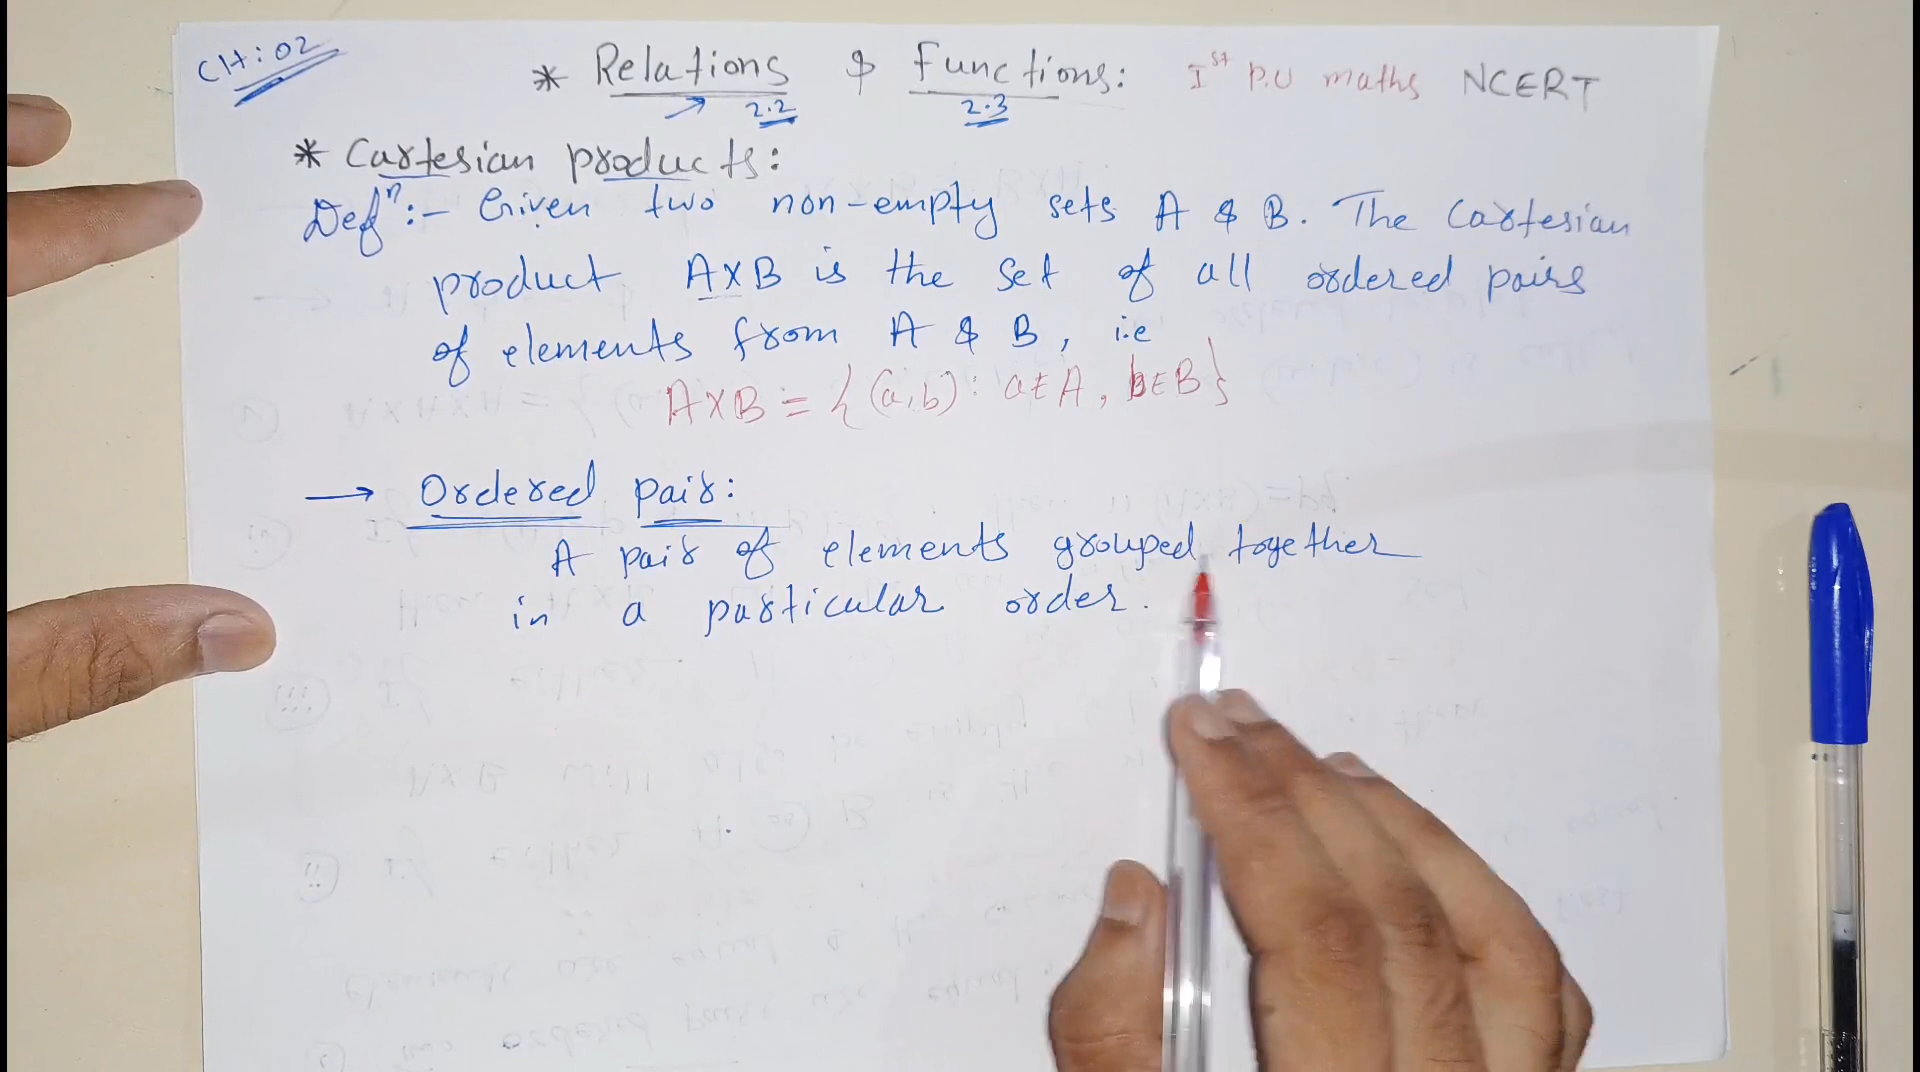 CH:02
* Relations & Functions: Ist P.U maths NCERT
→ 2.2 2.3
* Cartesian products:
Defn:- Given two non-empty sets A & B. The Cartesian
product AXB is the set of all ordered pairs
of elements from A & B, i.e
AXB = {(a,b): a∈A, b∈B}
→ Ordered pair:
A pair of elements grouped together
in a particular order.